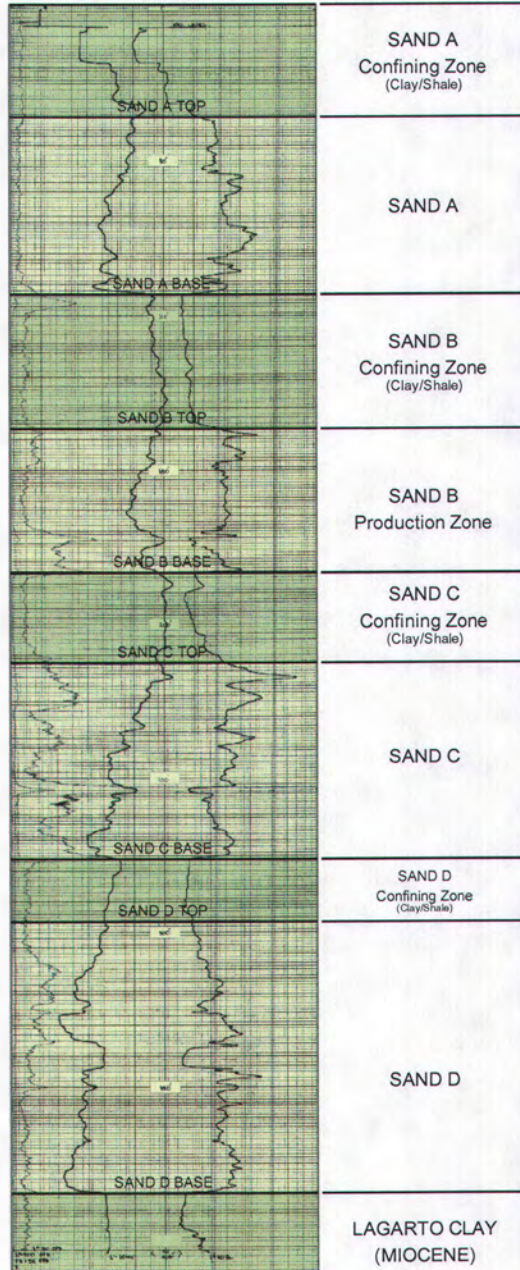 SAND A
Confining Zone
(Clay/Shale)
SAND A TOP
SAND A
SAND A BASE
SAND B
Confining Zone
(Clay/Shale)
SAND B TOP
SAND B
Production Zone
SAND B BASE
SAND C
Confining Zone
(Clay/Shale)
SAND C TOP
SAND C
SAND C BASE
SAND D
Confining Zone
(Clay/Shale)
SAND D TOP
SAND D
SAND D BASE
LAGARTO CLAY
(MIOCENE)